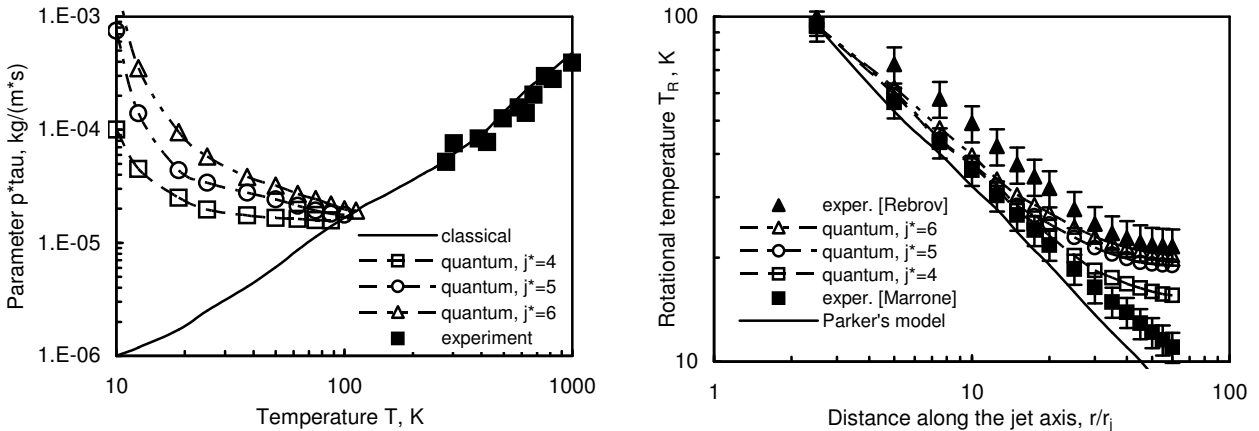 1.E-03
1.E-04
1.E-05
1.E-06
Parameter p*tau, kg/(m*s)
classical
quantum, j*=4
quantum, j*=5
quantum, j*=6
experiment
10
100
1000
Temperature T, K
100
10
Rotational temperature TR, K
exper. [Rebrov]
quantum, j*=6
quantum, j*=5
quantum, j*=4
exper. [Marrone]
Parker's model
1
10
100
Distance along the jet axis, r/rj